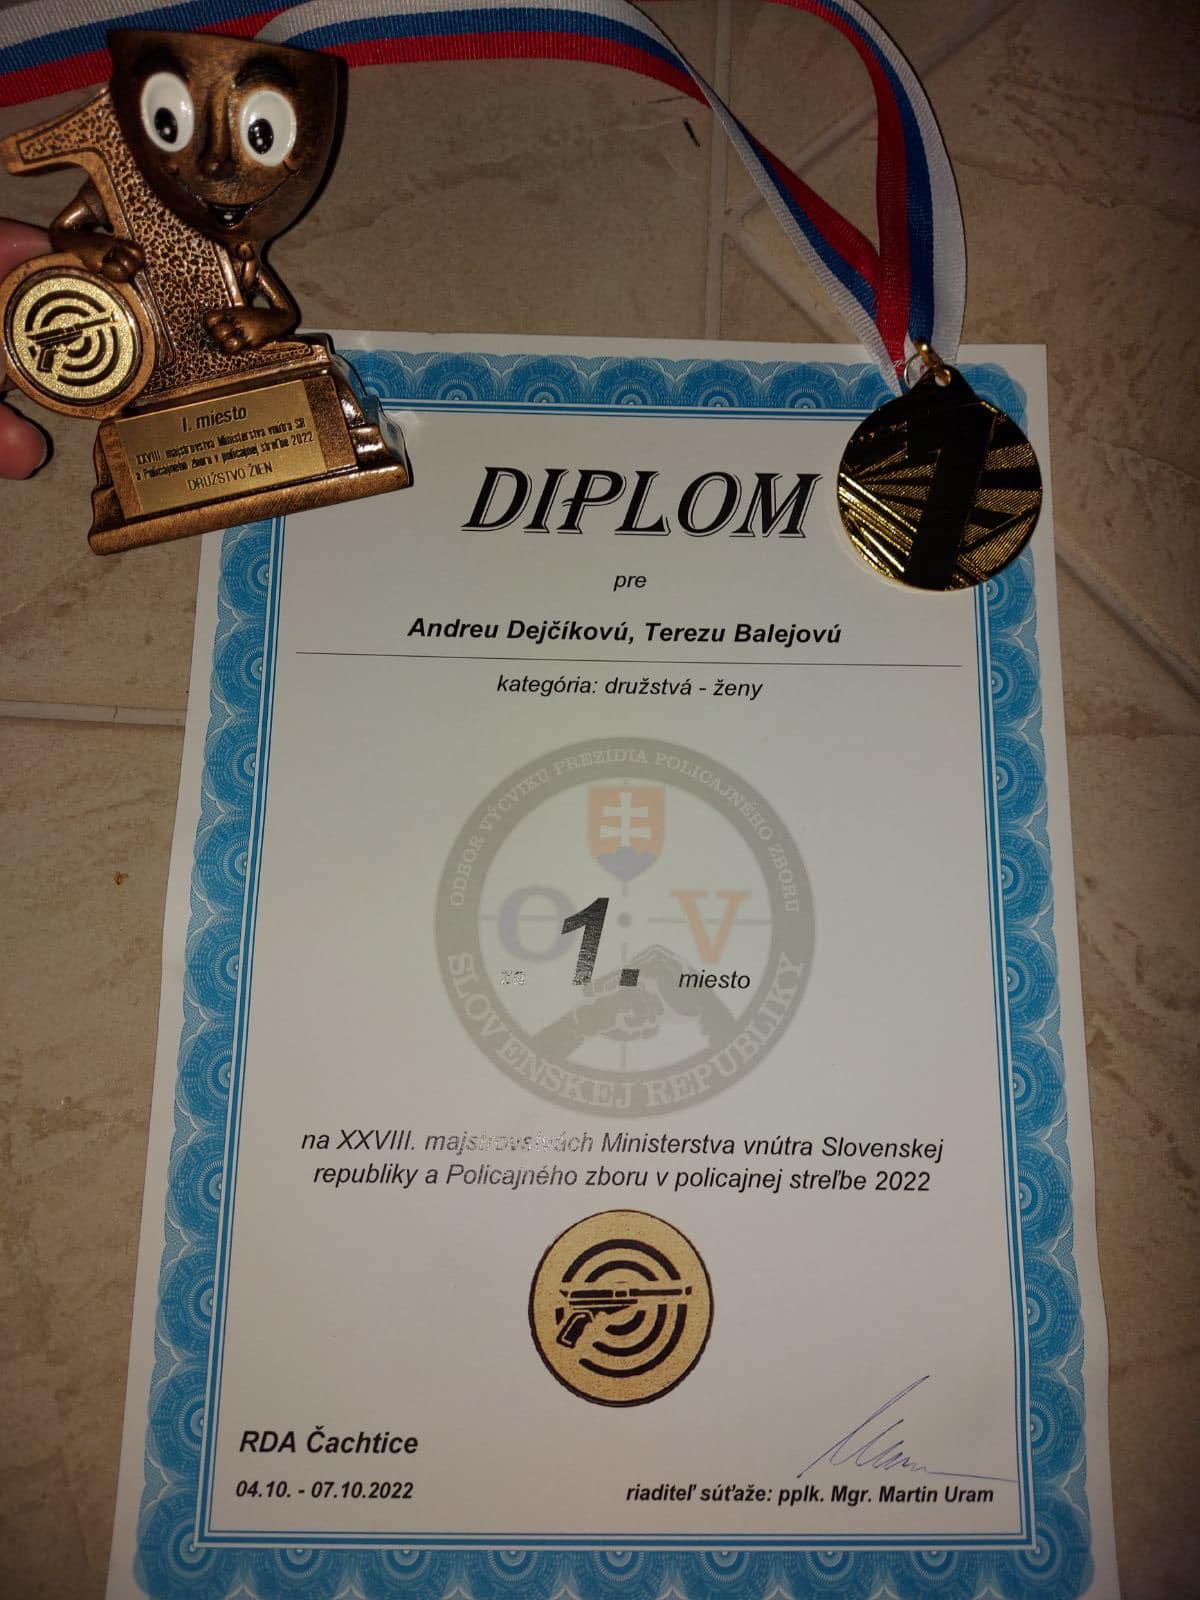 I. miesto
XXVIII. majstrovstva Ministerstva vnútra SR
a Policajného zboru v policajnej streľbe 2022
DRUŽSTVO ŽIEN
1
DIPLOM
pre
Andreu Dejčíkovú, Terezu Balejovú
kategória: družstvá - ženy
ODBOR VÝCVIKU PREZÍDIA POLICAJNÉHO ZBORU
O V
za 1. miesto
SLOVENSKEJ REPUBLIKY
na XXVIII. majstrovstvách Ministerstva vnútra Slovenskej
republiky a Policajného zboru v policajnej streľbe 2022
RDA Čachtice
04.10. - 07.10.2022
riaditeľ súťaže: pplk. Mgr. Martin Uram